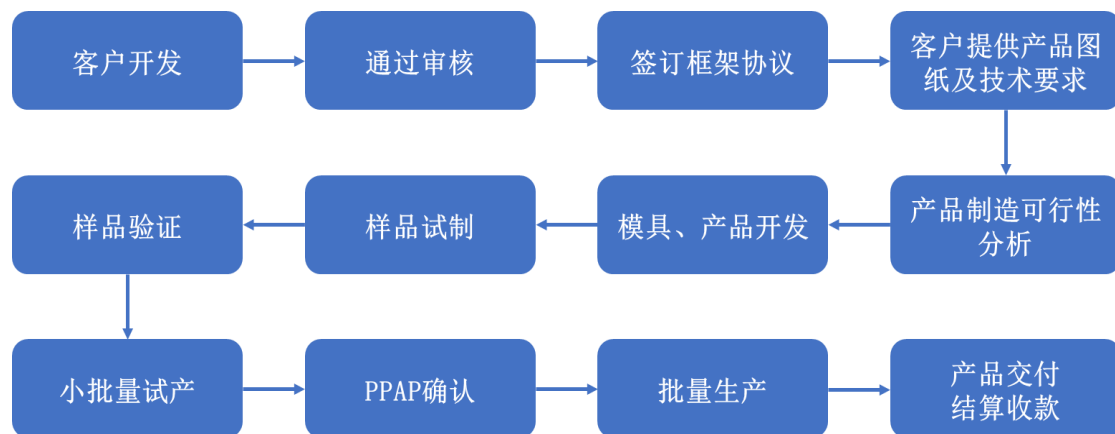 客户开发
通过审核
签订框架协议
客户提供产品图
纸及技术要求
产品制造可行性
分析
模具、产品开发
样品试制
样品验证
小批量试产
PPAP确认
批量生产
产品交付
结算收款